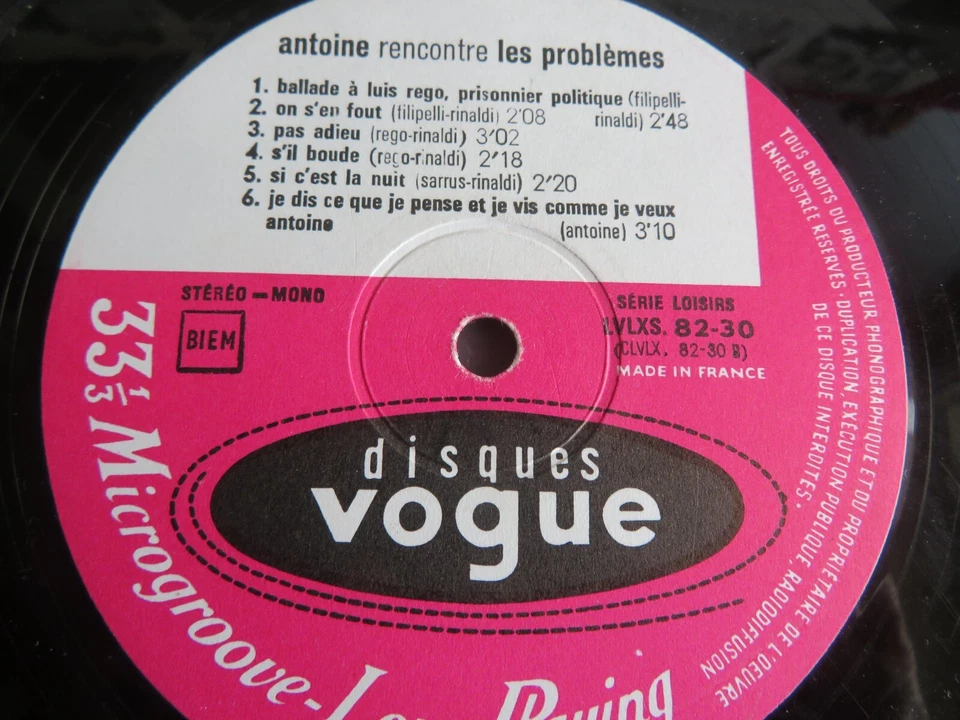 antoine rencontre les problèmes
1. ballade à luis rego, prisonnier politique (filipelli-
rinaldi) 2'48
2. on s'en fout (filipelli-rinaldi) 2'08
3. pas adieu (rego-rinaldi) 3'02
4. s'il boude (rego-rinaldi) 2'18
5. si c'est la nuit (sarrus-rinaldi) 2'20
6. je dis ce que je pense et je vis comme je veux
antoine (antoine) 3'10
STÉRÉO – MONO
BIEM
SÉRIE LOISIRS
LVLXS. 82-30
(CLVLX. 82-30 B)
MADE IN FRANCE
disques
vogue
33 1/3 Microgroove - Long Playing
TOUS DROITS DU PRODUCTEUR PHONOGRAPHIQUE ET DU PROPRIÉTAIRE DE L'OEUVRE
ENREGISTRÉE RÉSERVÉS · DUPLICATION, EXÉCUTION PUBLIQUE, RADIODIFFUSION
DE CE DISQUE INTERDITES ·